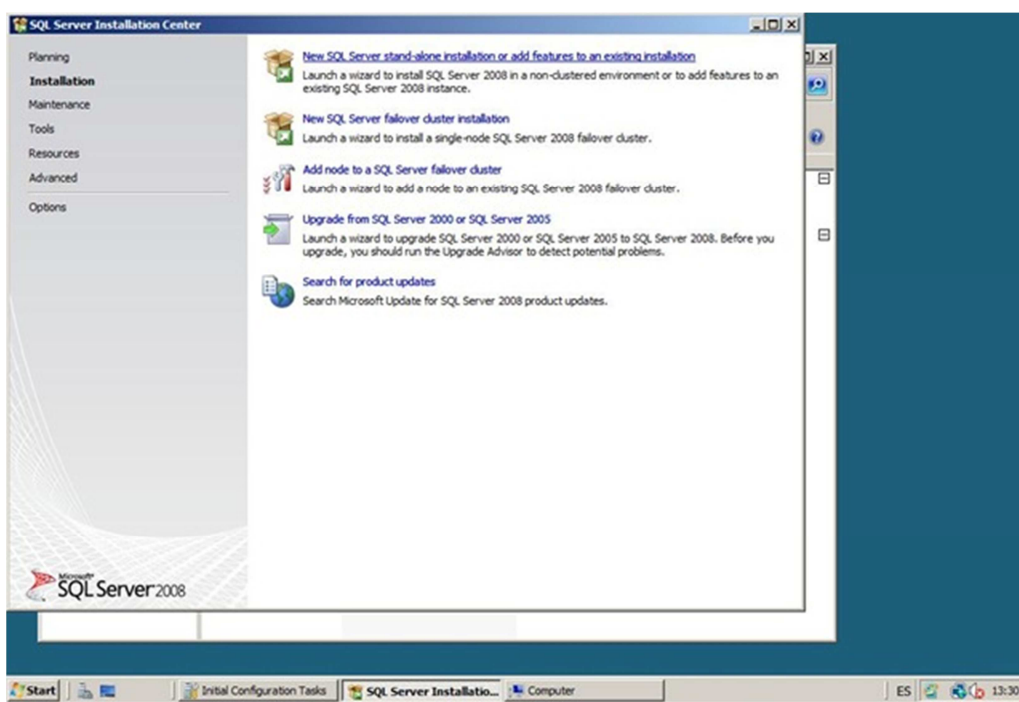 SQL Server Installation Center
Planning
Installation
Maintenance
Tools
Resources
Advanced
Options
New SQL Server stand-alone installation or add features to an existing installation
Launch a wizard to install SQL Server 2008 in a non-clustered environment or to add features to an
existing SQL Server 2008 instance.
New SQL Server failover cluster installation
Launch a wizard to install a single-node SQL Server 2008 failover cluster.
Add node to a SQL Server failover cluster
Launch a wizard to add a node to an existing SQL Server 2008 failover cluster.
Upgrade from SQL Server 2000 or SQL Server 2005
Launch a wizard to upgrade SQL Server 2000 or SQL Server 2005 to SQL Server 2008. Before you
upgrade, you should run the Upgrade Advisor to detect potential problems.
Search for product updates
Search Microsoft Update for SQL Server 2008 product updates.
Microsoft
SQL Server 2008
Start
Initial Configuration Tasks
SQL Server Installatio...
Computer
ES
13:30